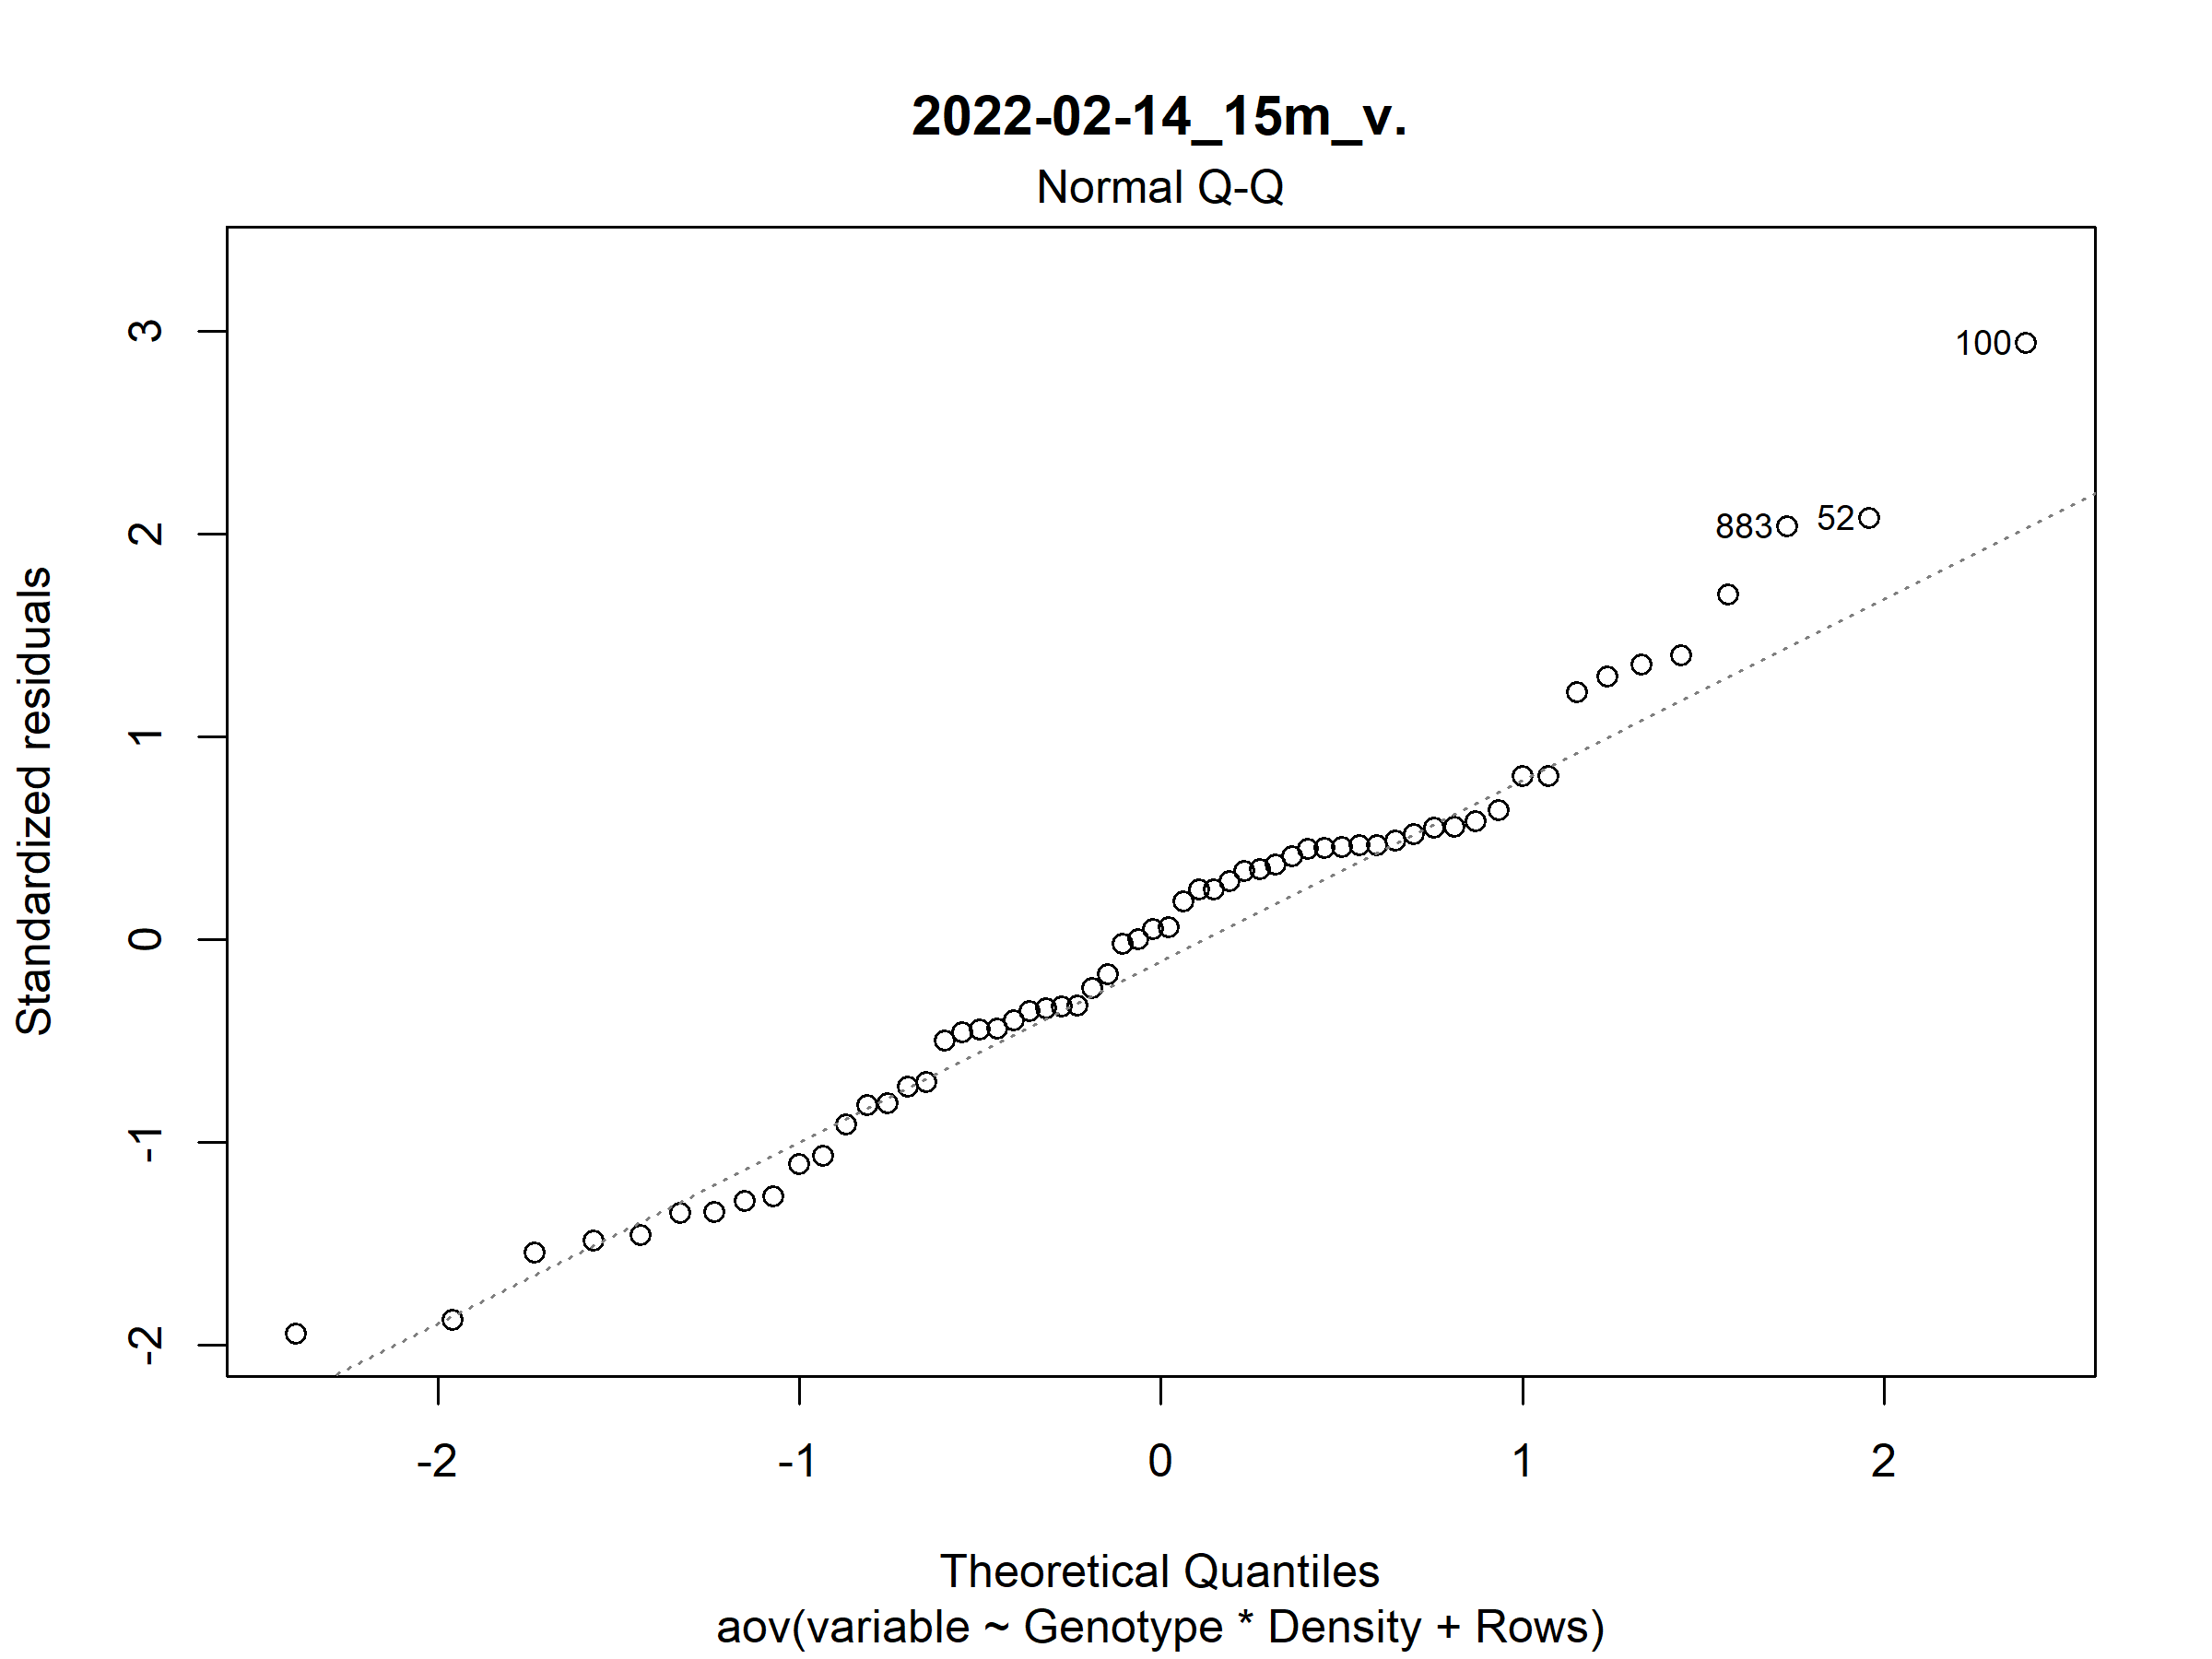 2022-02-14_15m_v.
Normal Q-Q
Standardized residuals
3
2
1
0
-1
-2
100
883
52
-2
-1
0
1
2
Theoretical Quantiles
aov(variable ~ Genotype * Density + Rows)